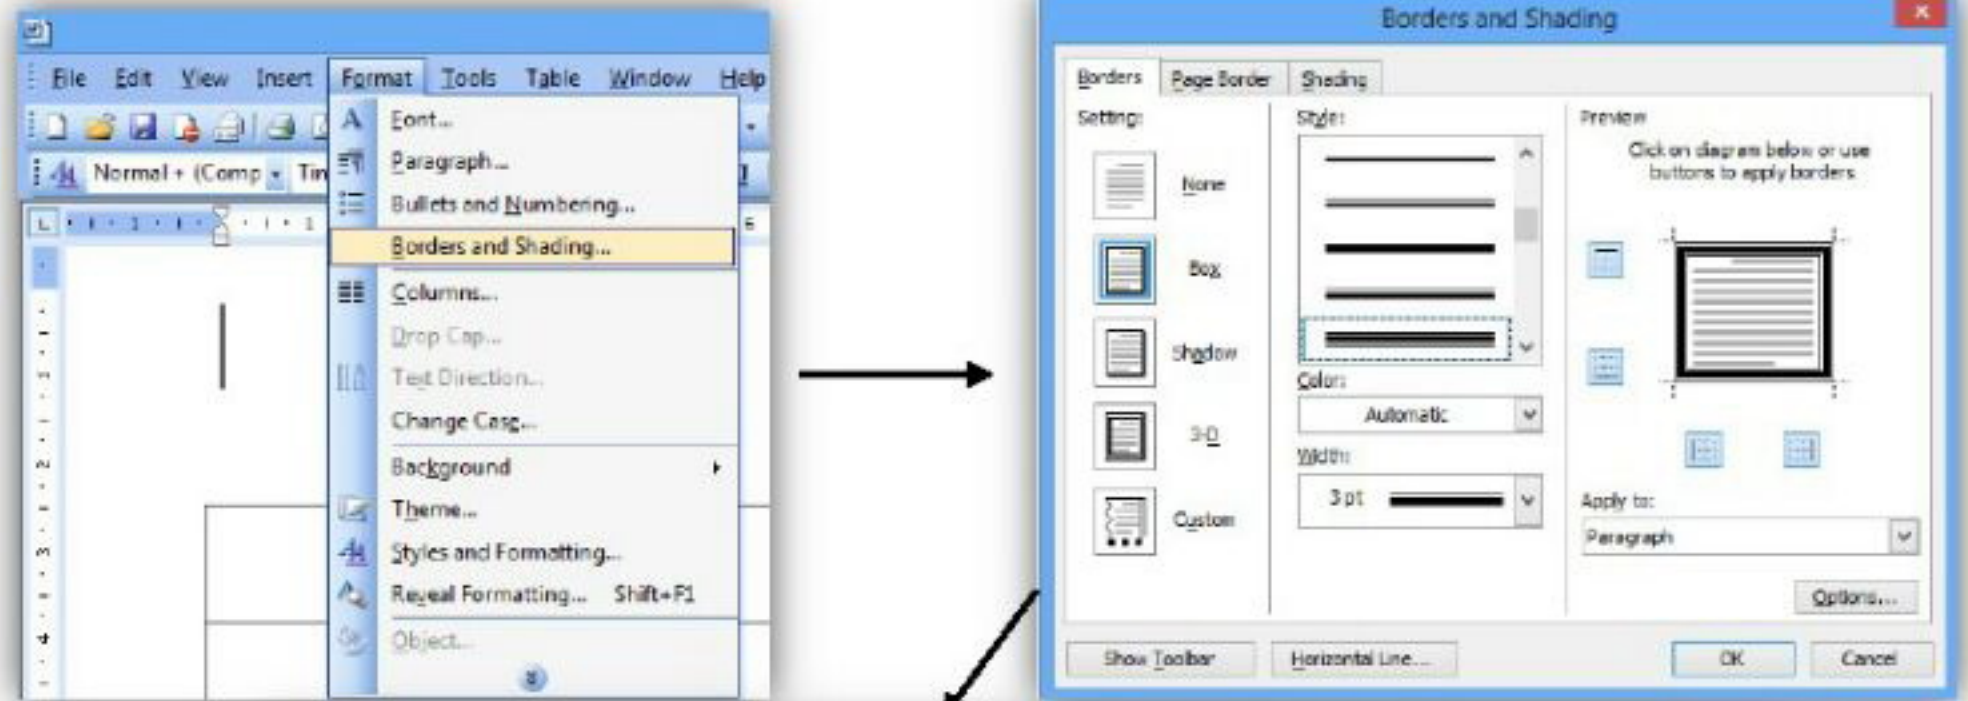 File Edit View Insert Format Tools Table Window Help
Normal + (Comp Tin
Font...
Paragraph...
Bullets and Numbering...
Borders and Shading...
Columns...
Drop Cap...
Text Direction...
Change Case...
Background
Theme...
Styles and Formatting...
Reveal Formatting... Shift+F1
Object...
Borders and Shading
Borders Page Border Shading
Setting:
None
Box
Shadow
3-D
Custom
Style:
Color:
Automatic
Width:
3 pt
Preview
Click on diagram below or use
buttons to apply borders
Apply to:
Paragraph
Options...
Show Toolbar Horizontal Line... OK Cancel